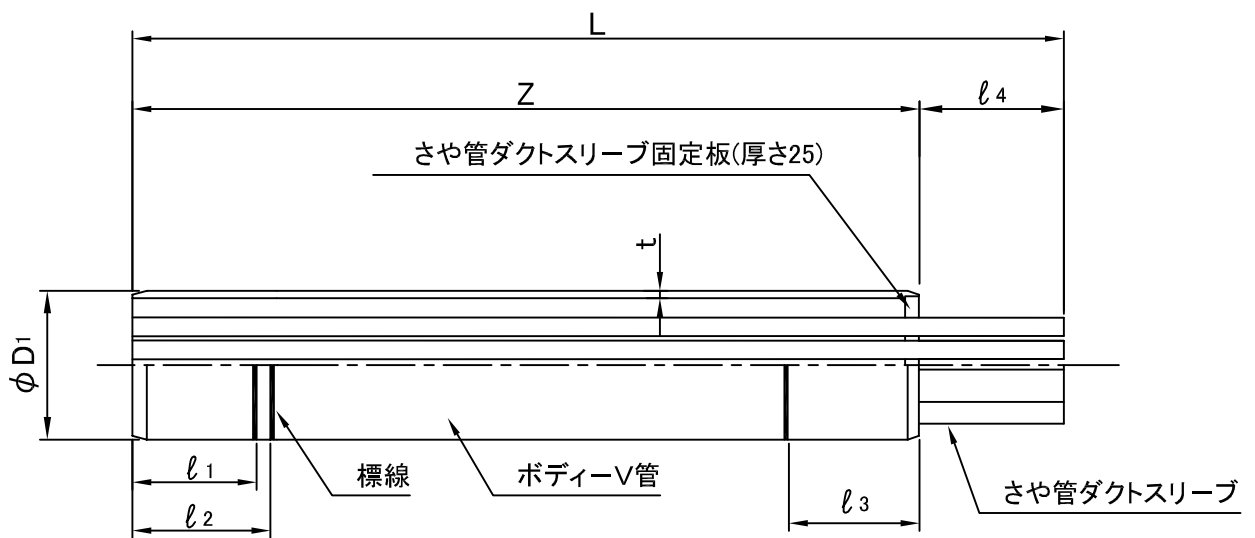 L
Z
ℓ4
さや管ダクトスリーブ固定板(厚さ25)
t
φD1
ℓ1
標線
ボディーV管
ℓ3
さや管ダクトスリーブ
ℓ2